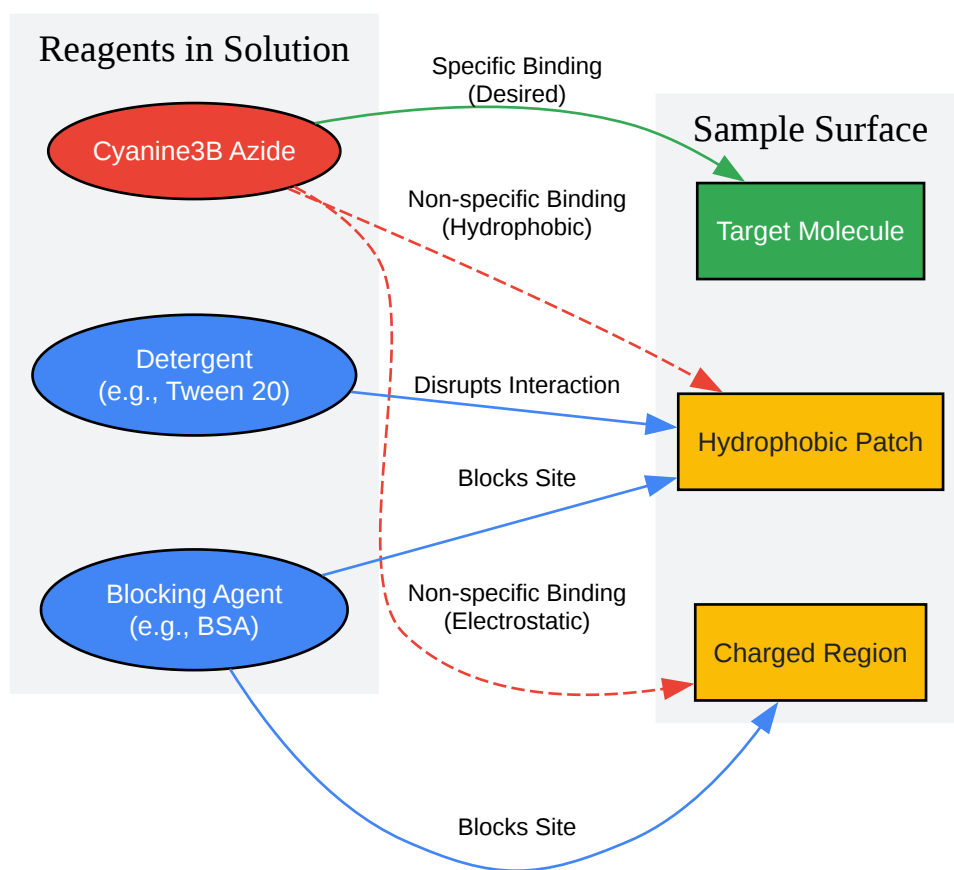 Reagents in Solution
Cyanine3B Azide
Detergent
(e.g., Tween 20)
Blocking Agent
(e.g., BSA)
Specific Binding
(Desired)
Non-specific Binding
(Hydrophobic)
Disrupts Interaction
Blocks Site
Non-specific Binding
(Electrostatic)
Blocks Site
Sample Surface
Target Molecule
Hydrophobic Patch
Charged Region